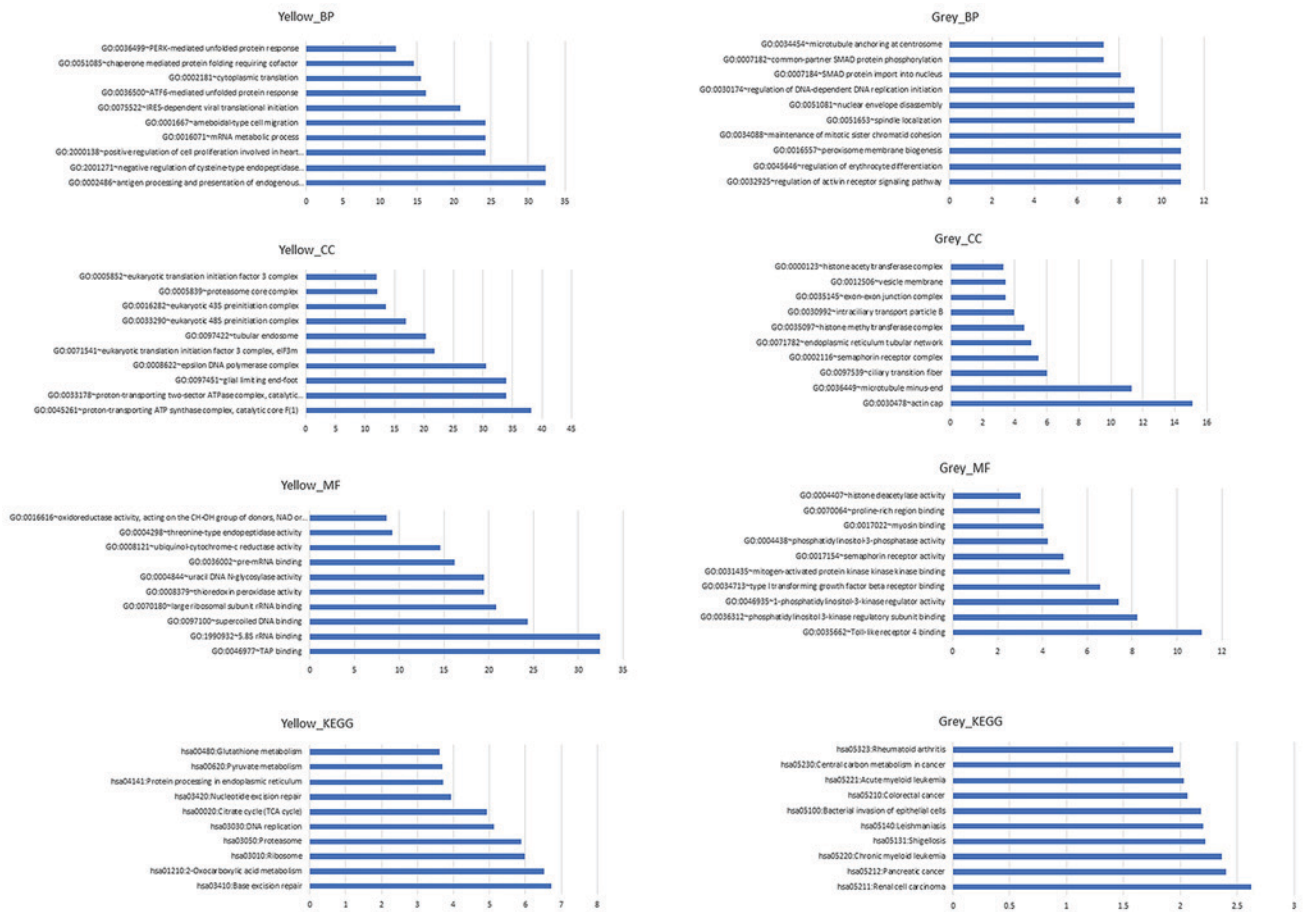 Yellow_BP
GO:0036499~PERK-mediated unfolded protein response
GO:0051085~chaperone mediated protein folding requiring cofactor
GO:0002181~cytoplasmic translation
GO:0036500~ATF6-mediated unfolded protein response
GO:0075522~IRES-dependent viral translational initiation
GO:0001667~ameboidal-type cell migration
GO:0016071~mRNA metabolic process
GO:2000138~positive regulation of cell proliferation involved in heart...
GO:2001271~negative regulation of cysteine-type endopeptidase...
GO:0002486~antigen processing and presentation of endogenous...
0 5 10 15 20 25 30 35
Grey_BP
GO:0034454~microtubule anchoring at centrosome
GO:0007182~common-partner SMAD protein phosphorylation
GO:0007184~SMAD protein import into nucleus
GO:0030174~regulation of DNA-dependent DNA replication initiation
GO:0051081~nuclear envelope disassembly
GO:0051653~spindle localization
GO:0034088~maintenance of mitotic sister chromatid cohesion
GO:0016557~peroxisome membrane biogenesis
GO:0045646~regulation of erythrocyte differentiation
GO:0032925~regulation of activin receptor signaling pathway
0 2 4 6 8 10 12
Yellow_CC
GO:0005852~eukaryotic translation initiation factor 3 complex
GO:0005839~proteasome core complex
GO:0016282~eukaryotic 43S preinitiation complex
GO:0033290~eukaryotic 48S preinitiation complex
GO:0097422~tubular endosome
GO:0071541~eukaryotic translation initiation factor 3 complex, eIF3m
GO:0008622~epsilon DNA polymerase complex
GO:0097451~glial limiting end-foot
GO:0033178~proton-transporting two-sector ATPase complex, catalytic...
GO:0045261~proton-transporting ATP synthase complex, catalytic core F(1)
0 5 10 15 20 25 30 35 40 45
Grey_CC
GO:0000123~histone acetyltransferase complex
GO:0012506~vesicle membrane
GO:0035145~exon-exon junction complex
GO:0030992~intraciliary transport particle B
GO:0035097~histone methyltransferase complex
GO:0071782~endoplasmic reticulum tubular network
GO:0002116~semaphorin receptor complex
GO:0097539~ciliary transition fiber
GO:0036449~microtubule minus-end
GO:0030478~actin cap
0 2 4 6 8 10 12 14 16
Yellow_MF
GO:0016616~oxidoreductase activity, acting on the CH-OH group of donors, NAD or...
GO:0004298~threonine-type endopeptidase activity
GO:0008121~ubiquinol-cytochrome-c reductase activity
GO:0036002~pre-mRNA binding
GO:0004844~uracil DNA N-glycosylase activity
GO:0008379~thioredoxin peroxidase activity
GO:0070180~large ribosomal subunit rRNA binding
GO:0097100~supercoiled DNA binding
GO:1990932~5.8S rRNA binding
GO:0046977~TAP binding
0 5 10 15 20 25 30 35
Grey_MF
GO:0004407~histone deacetylase activity
GO:0070064~proline-rich region binding
GO:0017022~myosin binding
GO:0004438~phosphatidylinositol-3-phosphatase activity
GO:0017154~semaphorin receptor activity
GO:0031435~mitogen-activated protein kinase kinase kinase binding
GO:0034713~type I transforming growth factor beta receptor binding
GO:0046935~1-phosphatidylinositol-3-kinase regulator activity
GO:0036312~phosphatidylinositol 3-kinase regulatory subunit binding
GO:0035662~Toll-like receptor 4 binding
0 2 4 6 8 10 12
Yellow_KEGG
hsa00480:Glutathione metabolism
hsa00620:Pyruvate metabolism
hsa04141:Protein processing in endoplasmic reticulum
hsa03420:Nucleotide excision repair
hsa00020:Citrate cycle (TCA cycle)
hsa03030:DNA replication
hsa03050:Proteasome
hsa03010:Ribosome
hsa01210:2-Oxocarboxylic acid metabolism
hsa03410:Base excision repair
0 1 2 3 4 5 6 7 8
Grey_KEGG
hsa05323:Rheumatoid arthritis
hsa05230:Central carbon metabolism in cancer
hsa05221:Acute myeloid leukemia
hsa05210:Colorectal cancer
hsa05100:Bacterial invasion of epithelial cells
hsa05140:Leishmaniasis
hsa05131:Shigellosis
hsa05220:Chronic myeloid leukemia
hsa05212:Pancreatic cancer
hsa05211:Renal cell carcinoma
0 0.5 1 1.5 2 2.5 3